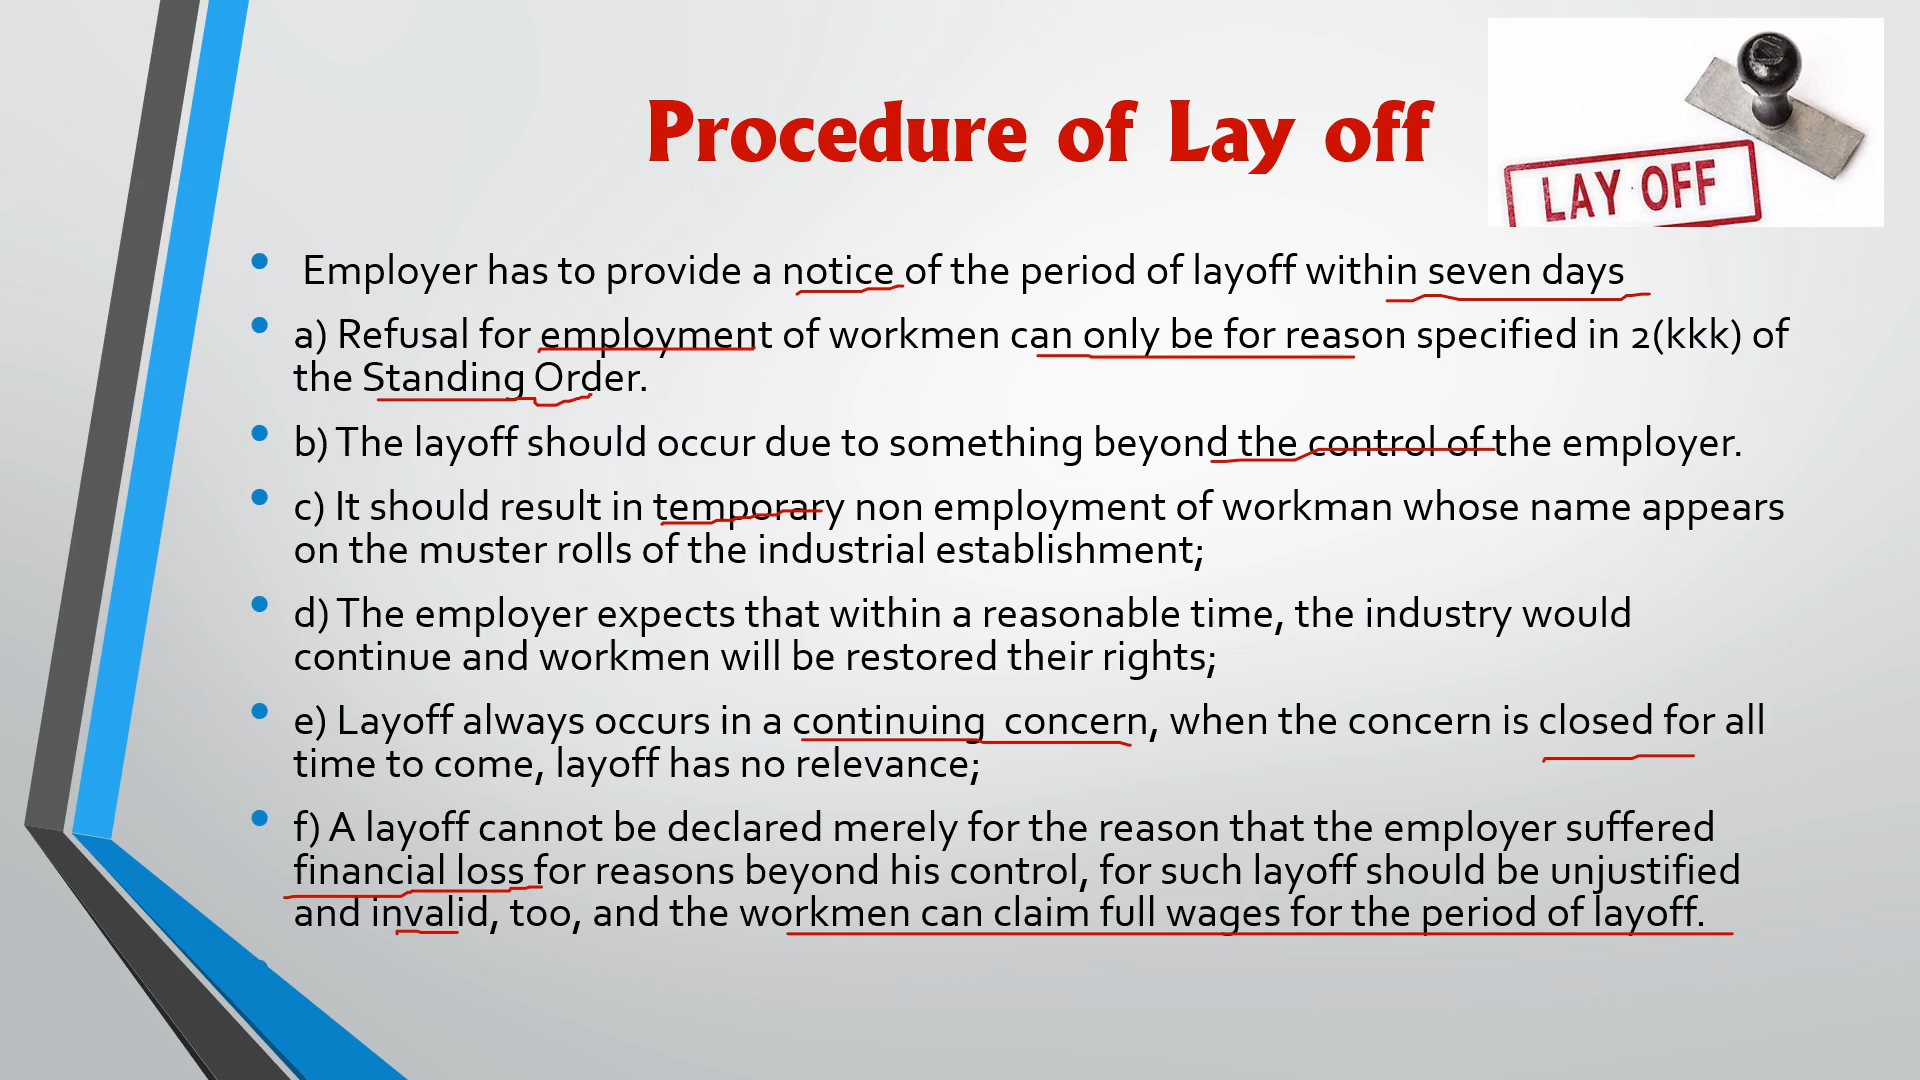 Procedure of Lay off
LAY OFF
Employer has to provide a notice of the period of layoff within seven days
a) Refusal for employment of workmen can only be for reason specified in 2(kkk) of
the Standing Order.
b) The layoff should occur due to something beyond the control of the employer.
c) It should result in temporary non employment of workman whose name appears
on the muster rolls of the industrial establishment;
d) The employer expects that within a reasonable time, the industry would
continue and workmen will be restored their rights;
e) Layoff always occurs in a continuing concern, when the concern is closed for all
time to come, layoff has no relevance;
f) A layoff cannot be declared merely for the reason that the employer suffered
financial loss for reasons beyond his control, for such layoff should be unjustified
and invalid, too, and the workmen can claim full wages for the period of layoff.